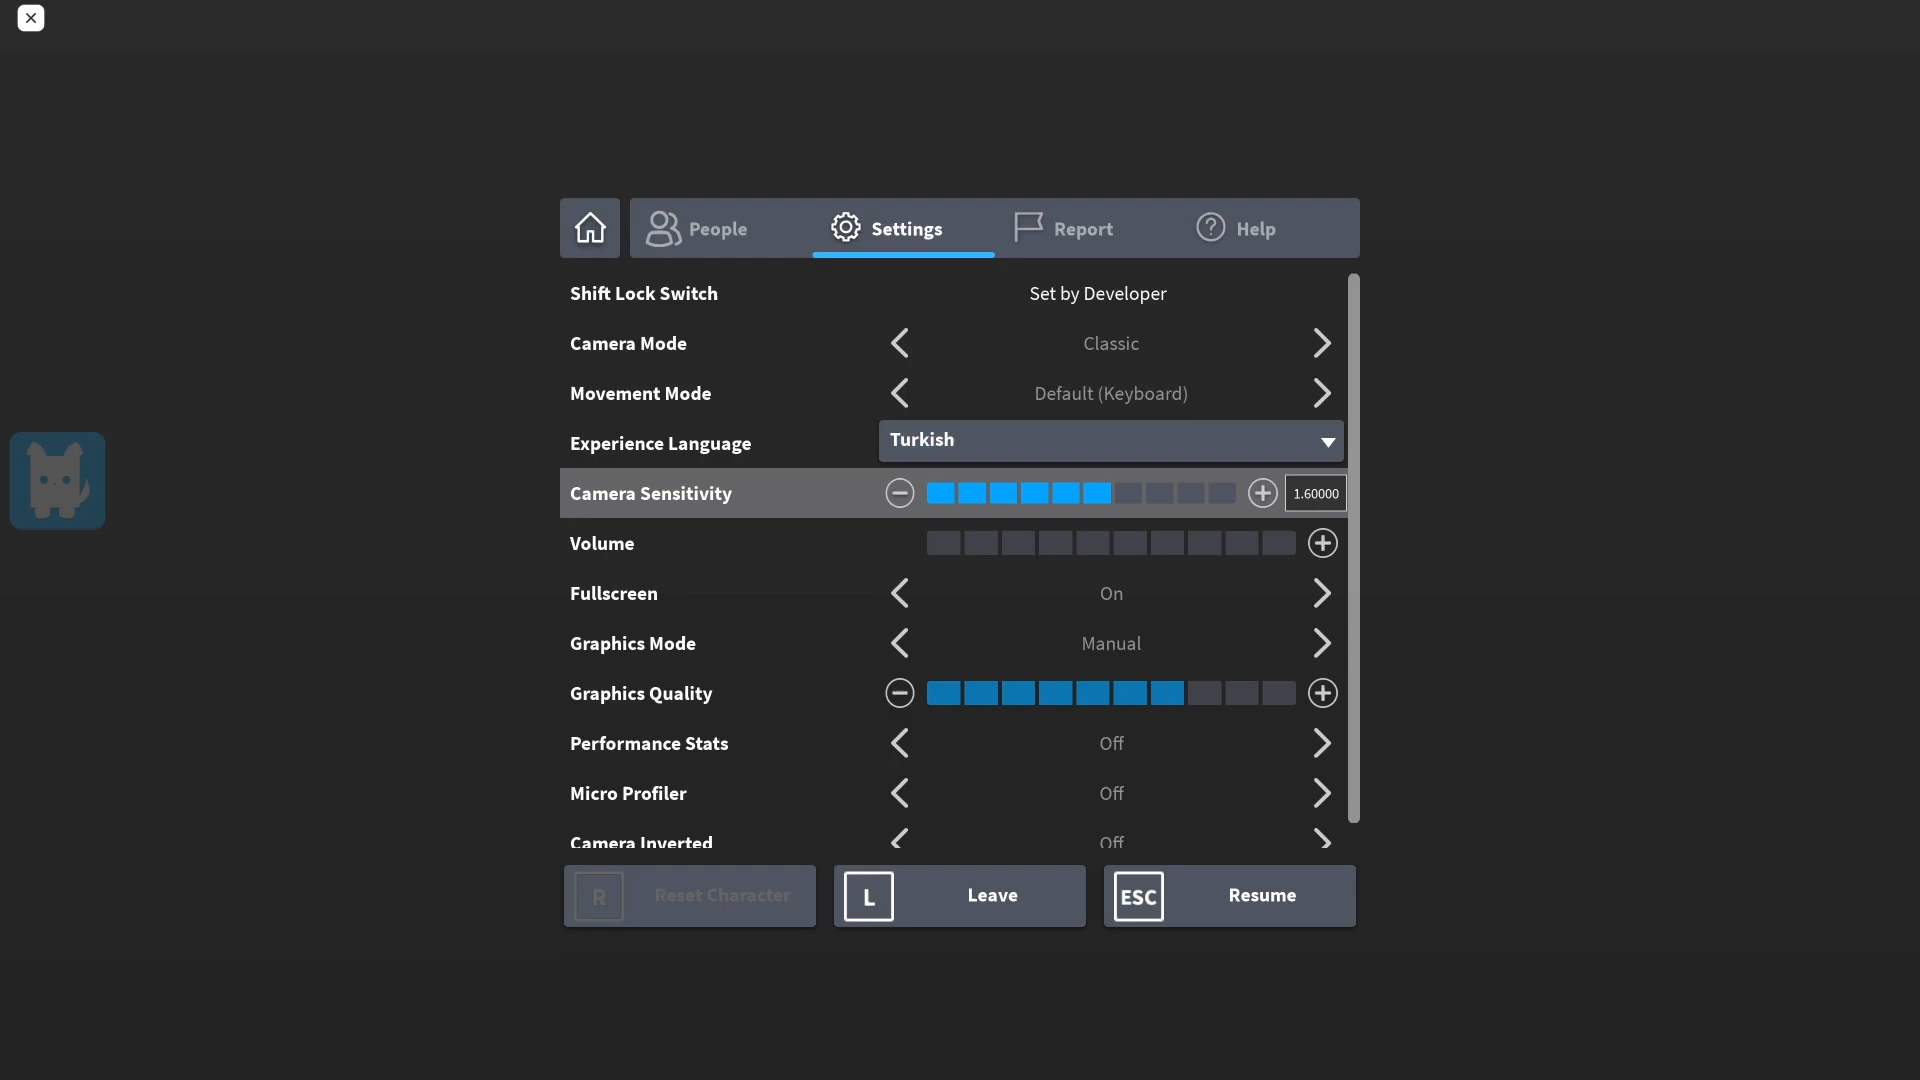 People
Settings
Report
Help
Shift Lock Switch
Set by Developer
Camera Mode
Classic
Movement Mode
Default (Keyboard)
Experience Language
Turkish
Camera Sensitivity
1.60000
Volume
Fullscreen
On
Graphics Mode
Manual
Graphics Quality
Performance Stats
Off
Micro Profiler
Off
Camera Inverted
Off
R
Reset Character
L
Leave
ESC
Resume